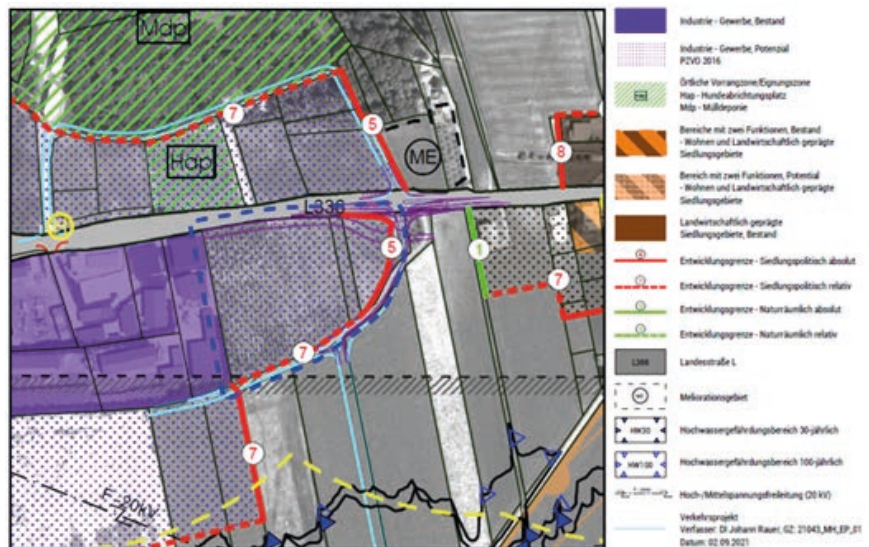 Mdp
7
5
ME
8
Hap
L338
5
1
7
7
7
F-20kV
Industrie - Gewerbe, Bestand
Industrie - Gewerbe, Potenzial
PZVO 2016
Örtliche Vorrangzone/Eignungszone
Hap - Hundeabrichtungsplatz
Mdp - Mülldeponie
Bereiche mit zwei Funktionen, Bestand
- Wohnen und Landwirtschaftlich geprägte
Siedlungsgebiete
Bereich mit zwei Funktionen, Potential
- Wohnen und Landwirtschaftlich geprägte
Siedlungsgebiete
Landwirtschaftlich geprägte
Siedlungsgebiete, Bestand
Entwicklungsgrenze - Siedlungspolitisch absolut
Entwicklungsgrenze - Siedlungspolitisch relativ
Entwicklungsgrenze - Naturräumlich absolut
Entwicklungsgrenze - Naturräumlich relativ
L388
Landesstraße L
Meliorationsgebiet
HW30
Hochwassergefährdungsbereich 30-jährlich
HW100
Hochwassergefährdungsbereich 100-jährlich
Hoch-/Mittelspannungsfreileitung (20 kV)
Verkehrsprojekt
Verfasser: DI Johann Rauer, GZ: 21043_MH_EP_01
Datum: 02.09.2021